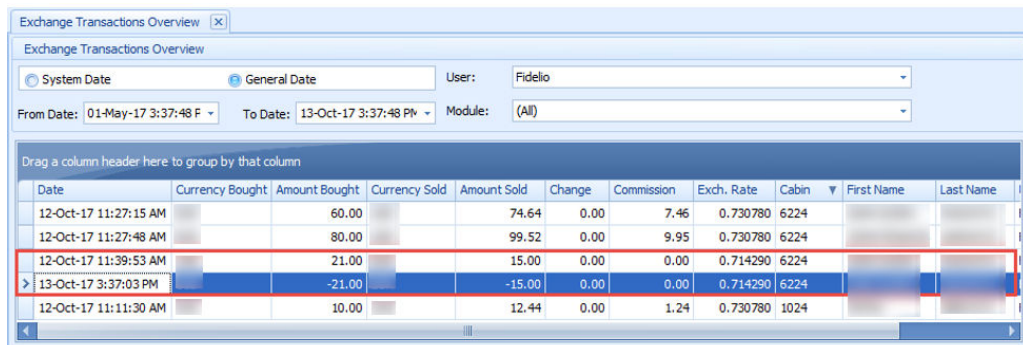 Exchange Transactions Overview
Exchange Transactions Overview
System Date General Date User: Fidelio
From Date: 01-May-17 3:37:48 P To Date: 13-Oct-17 3:37:48 PM Module: (All)
Drag a column header here to group by that column
Date Currency Bought Amount Bought Currency Sold Amount Sold Change Commission Exch. Rate Cabin First Name Last Name
12-Oct-17 11:27:15 AM 60.00 74.64 0.00 7.46 0.730780 6224
12-Oct-17 11:27:48 AM 80.00 99.52 0.00 9.95 0.730780 6224
12-Oct-17 11:39:53 AM 21.00 15.00 0.00 0.00 0.714290 6224
13-Oct-17 3:37:03 PM -21.00 -15.00 0.00 0.00 0.714290 6224
12-Oct-17 11:11:30 AM 10.00 12.44 0.00 1.24 0.730780 1024